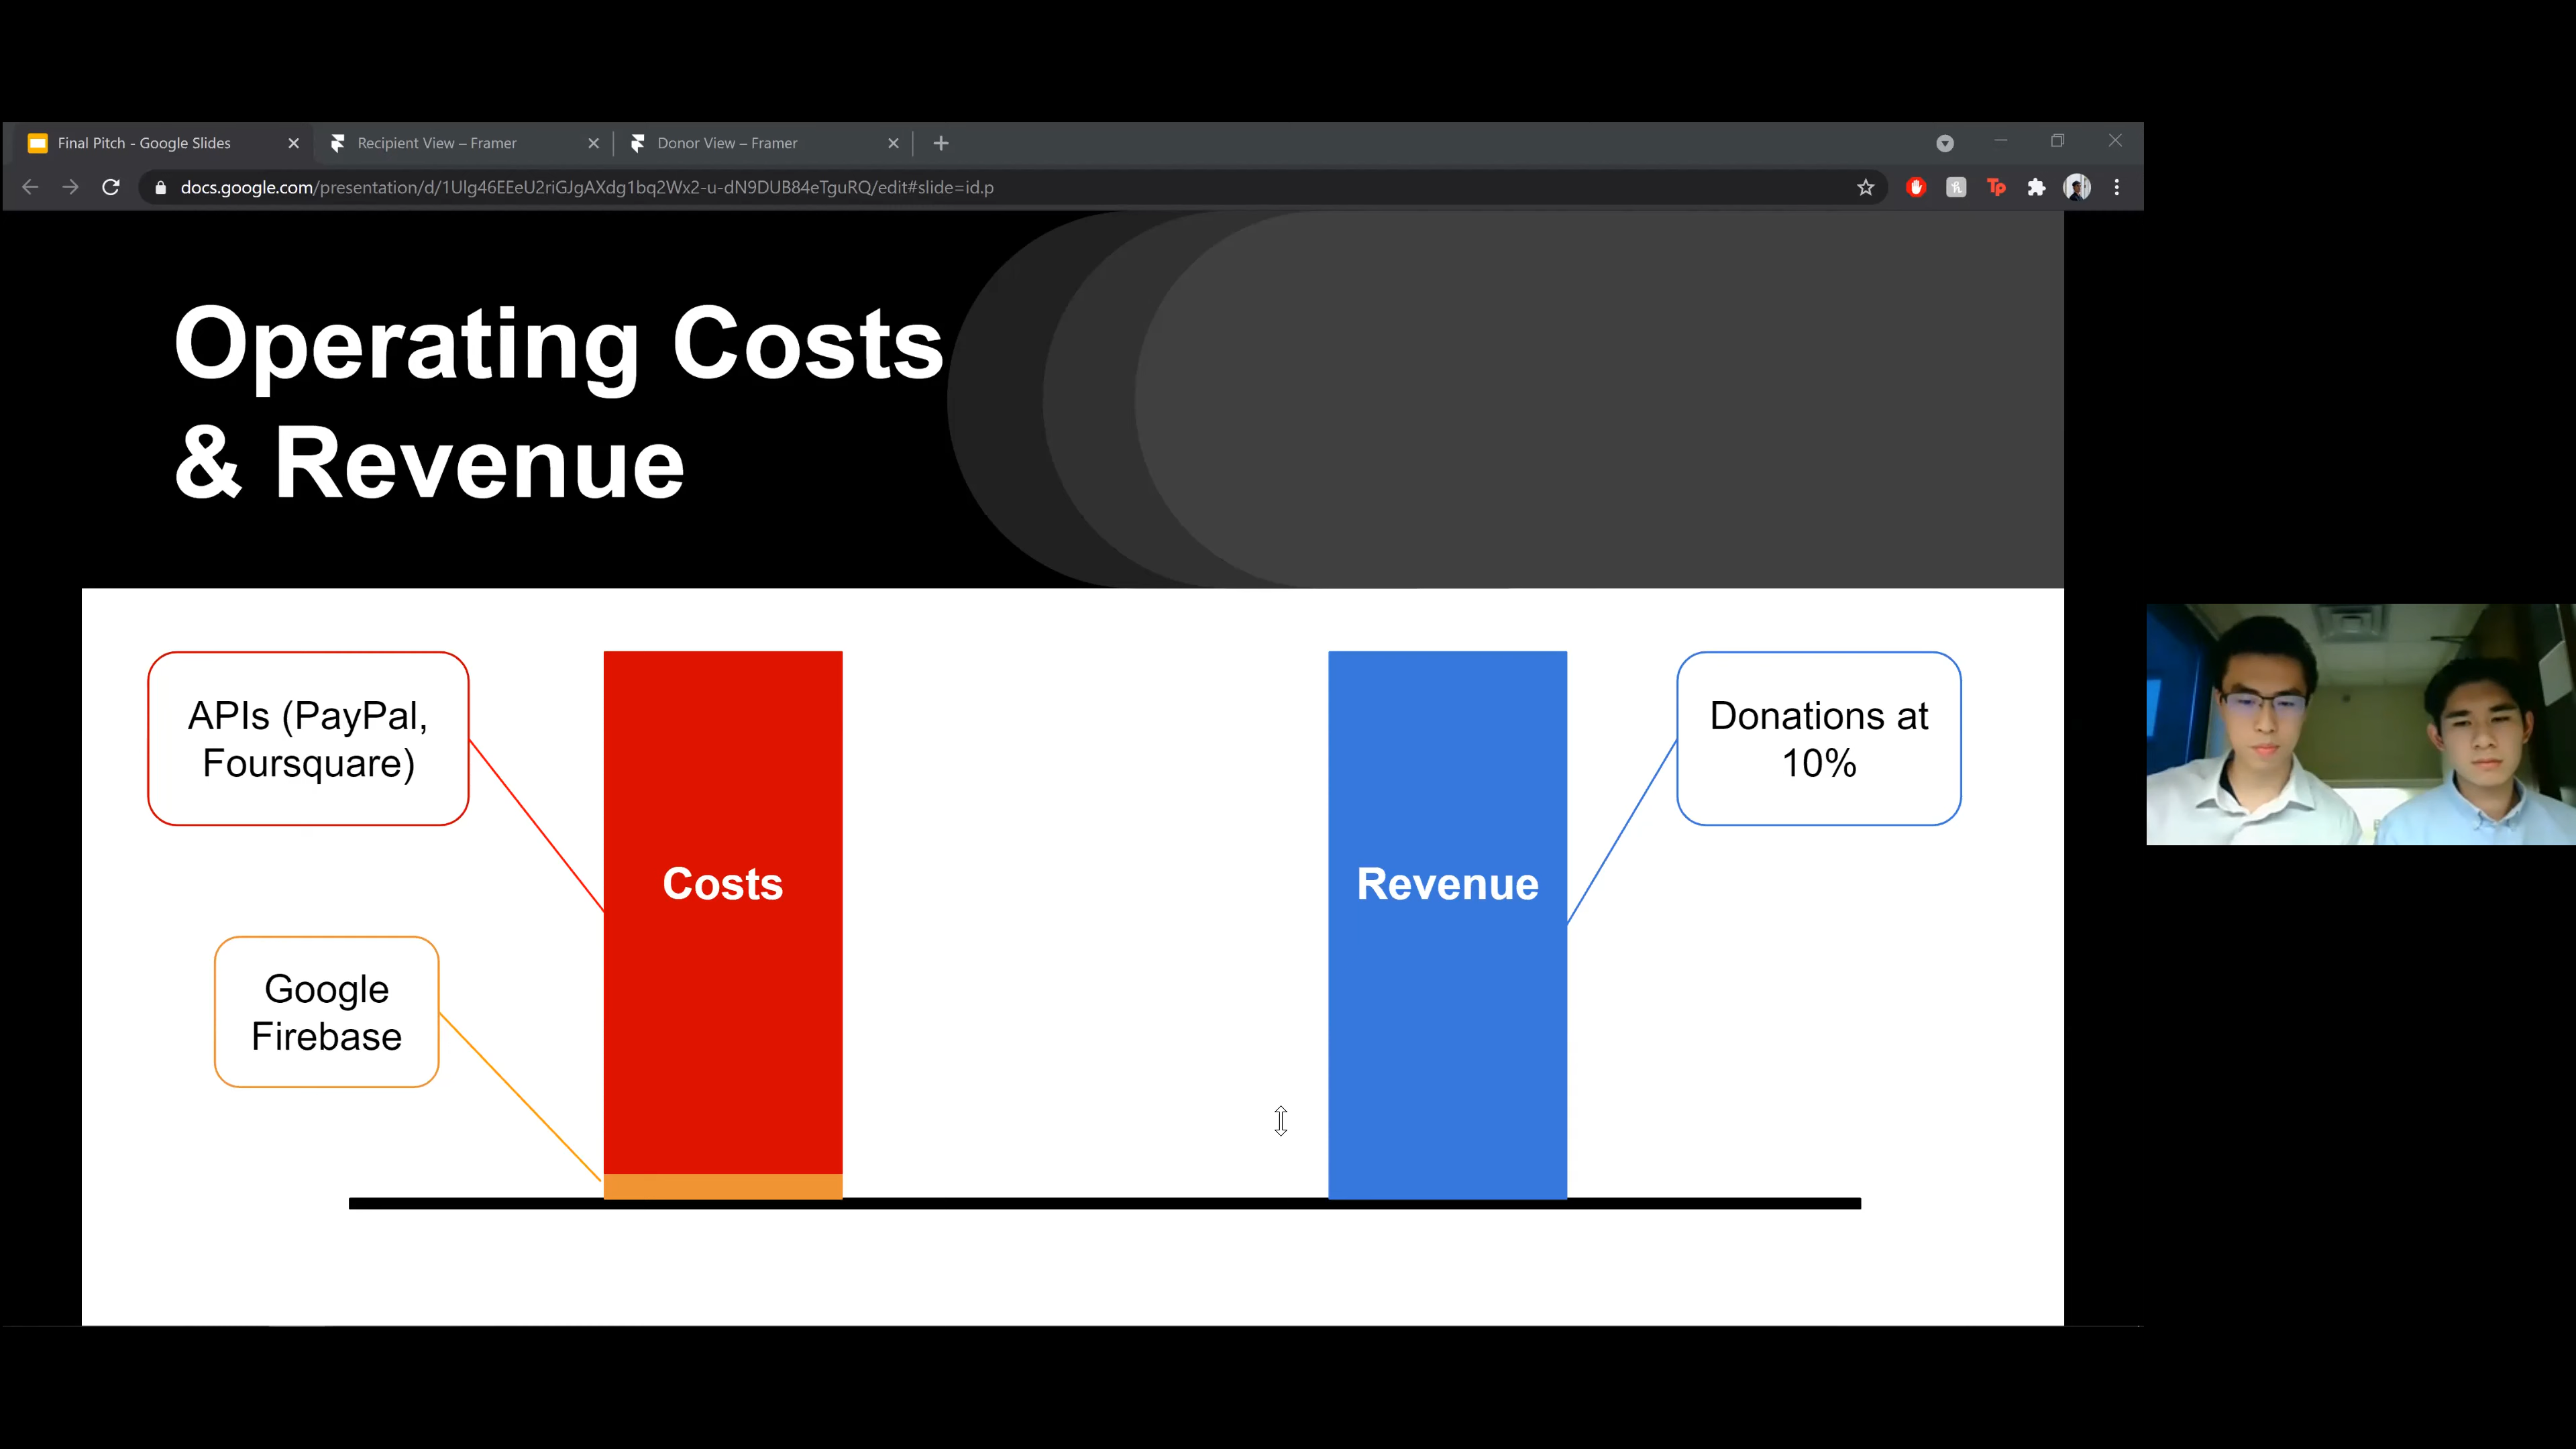 Final Pitch - Google Slides
Recipient View – Framer
Donor View – Framer
docs.google.com/presentation/d/1Ulg46EEeU2riGJgAXdg1bq2Wx2-u-dN9DUB84eTguRQ/edit#slide=id.p
Tp
Operating Costs
& Revenue
APIs (PayPal,
Foursquare)
Costs
Google
Firebase
Revenue
Donations at
10%